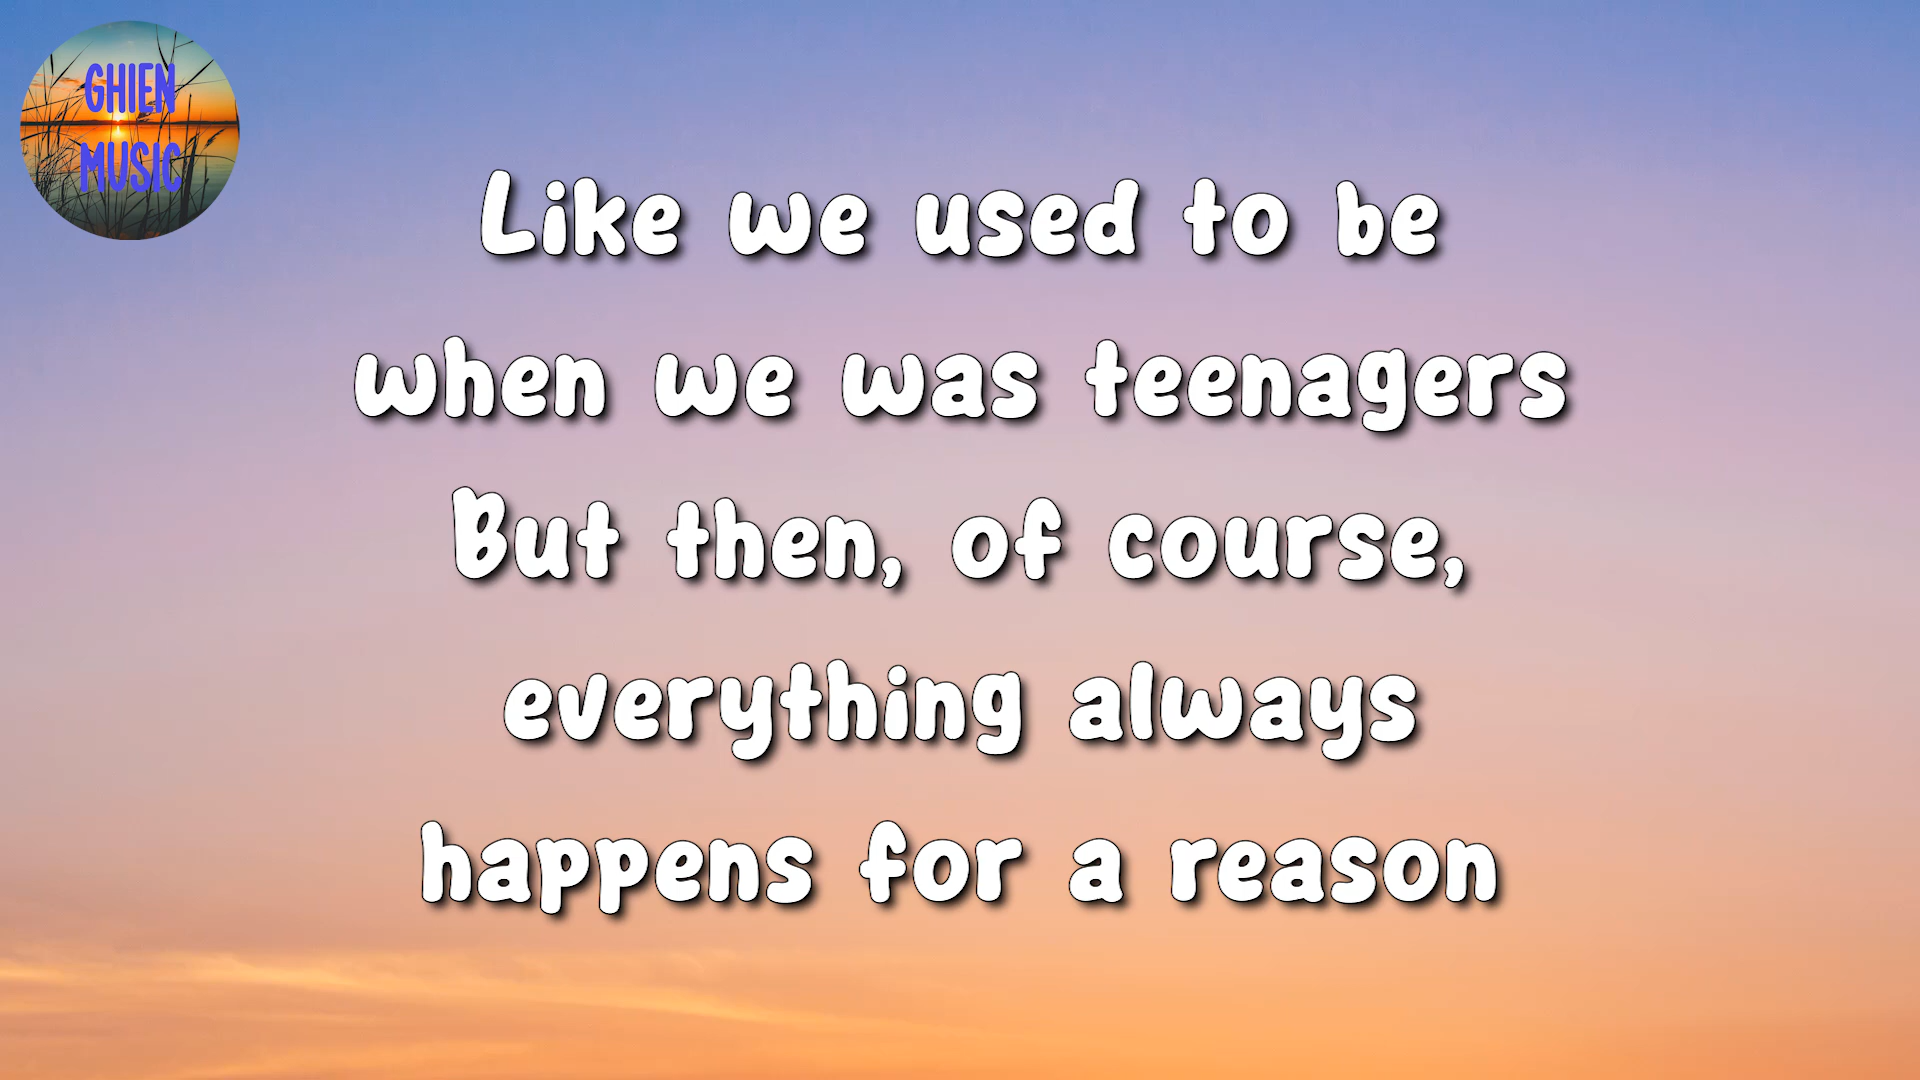 GHIEN
MUSIC
Like we used to be
when we was teenagers
But then, of course,
everything always
happens for a reason